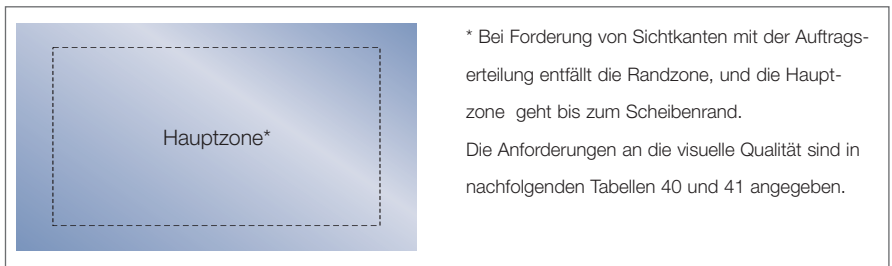 Hauptzone*
* Bei Forderung von Sichtkanten mit der Auftrags-
erteilung entfällt die Randzone, und die Haupt-
zone geht bis zum Scheibenrand.
Die Anforderungen an die visuelle Qualität sind in
nachfolgenden Tabellen 40 und 41 angegeben.